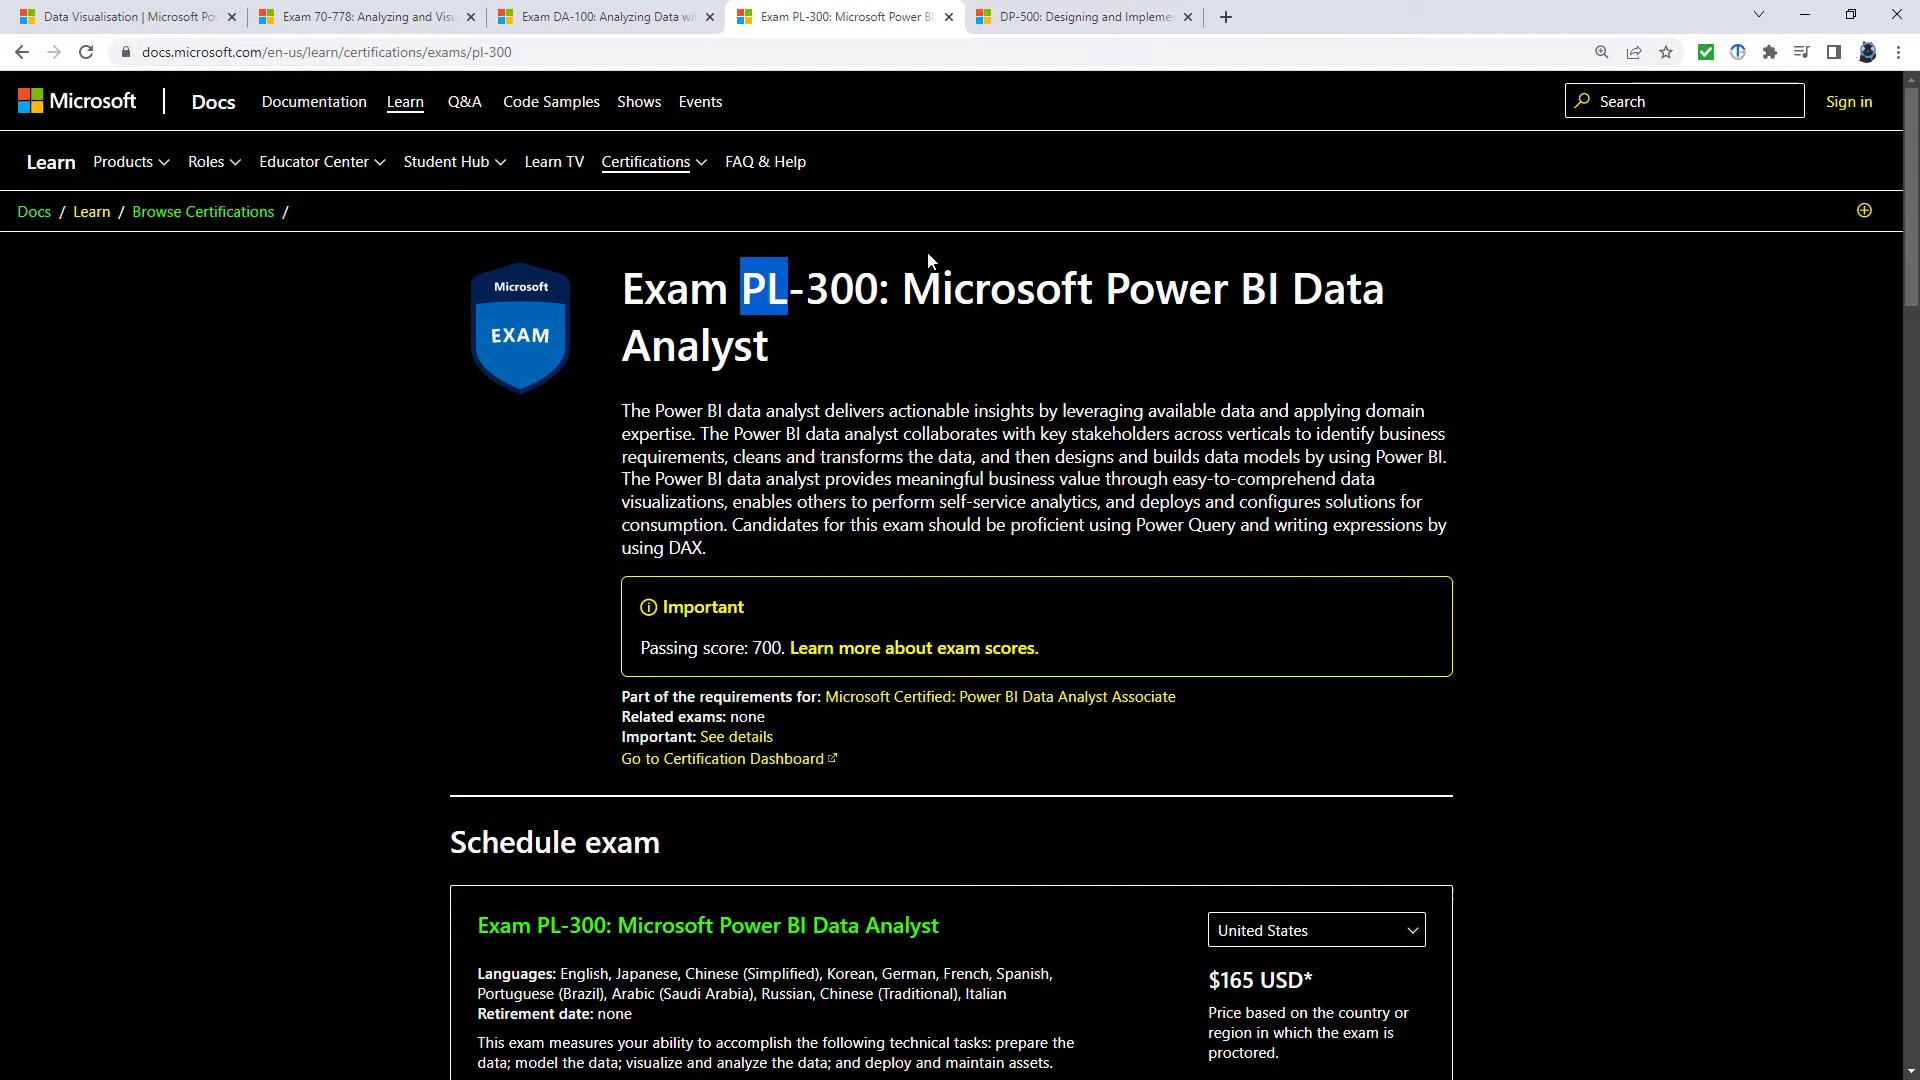 Data Visualisation | Microsoft Po
Exam 70-778: Analyzing and Visu
Exam DA-100: Analyzing Data wi
Exam PL-300: Microsoft Power B
DP-500: Designing and Impleme
docs.microsoft.com/en-us/learn/certifications/exams/pl-300
Microsoft
Docs
Documentation
Learn
Q&A
Code Samples
Shows
Events
Search
Sign in
Learn
Products
Roles
Educator Center
Student Hub
Learn TV
Certifications
FAQ & Help
Docs / Learn / Browse Certifications /
Microsoft
EXAM
Exam PL-300: Microsoft Power BI Data
Analyst
The Power BI data analyst delivers actionable insights by leveraging available data and applying domain
expertise. The Power BI data analyst collaborates with key stakeholders across verticals to identify business
requirements, cleans and transforms the data, and then designs and builds data models by using Power BI.
The Power BI data analyst provides meaningful business value through easy-to-comprehend data
visualizations, enables others to perform self-service analytics, and deploys and configures solutions for
consumption. Candidates for this exam should be proficient using Power Query and writing expressions by
using DAX.
Important
Passing score: 700. Learn more about exam scores.
Part of the requirements for: Microsoft Certified: Power BI Data Analyst Associate
Related exams: none
Important: See details
Go to Certification Dashboard
Schedule exam
Exam PL-300: Microsoft Power BI Data Analyst
Languages: English, Japanese, Chinese (Simplified), Korean, German, French, Spanish,
Portuguese (Brazil), Arabic (Saudi Arabia), Russian, Chinese (Traditional), Italian
Retirement date: none
This exam measures your ability to accomplish the following technical tasks: prepare the
data; model the data; visualize and analyze the data; and deploy and maintain assets.
United States
$165 USD*
Price based on the country or
region in which the exam is
proctored.